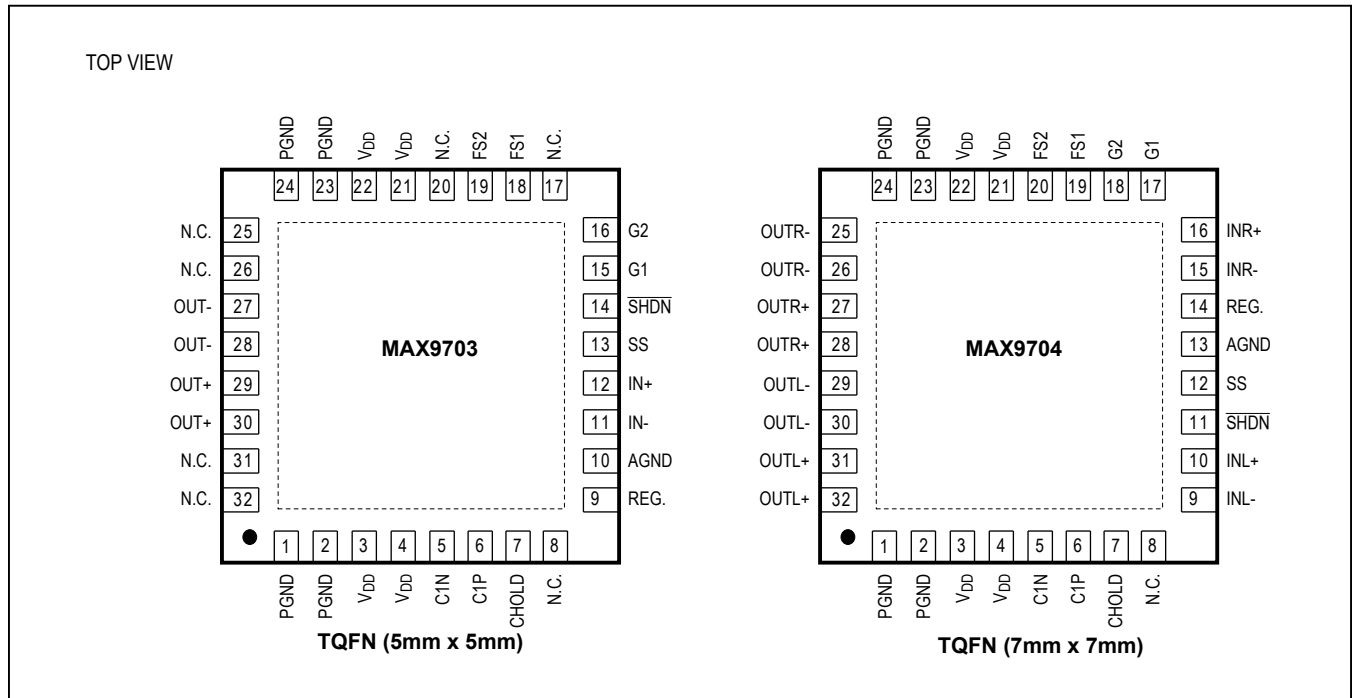 TOP VIEW
PGND
PGND
VDD
VDD
N.C.
FS2
FS1
N.C.
24 23 22 21 20 19 18 17
N.C. 25
N.C. 26
OUT- 27
OUT- 28
OUT+ 29
OUT+ 30
N.C. 31
N.C. 32
MAX9703
16 G2
15 G1
14 SHDN
13 SS
12 IN+
11 IN-
10 AGND
9 REG.
1 2 3 4 5 6 7 8
PGND
PGND
VDD
VDD
C1N
C1P
CHOLD
N.C.
TQFN (5mm x 5mm)
PGND
PGND
VDD
VDD
FS2
FS1
G2
G1
24 23 22 21 20 19 18 17
OUTR- 25
OUTR- 26
OUTR+ 27
OUTR+ 28
OUTL- 29
OUTL- 30
OUTL+ 31
OUTL+ 32
MAX9704
16 INR+
15 INR-
14 REG.
13 AGND
12 SS
11 SHDN
10 INL+
9 INL-
1 2 3 4 5 6 7 8
PGND
PGND
VDD
VDD
C1N
C1P
CHOLD
N.C.
TQFN (7mm x 7mm)